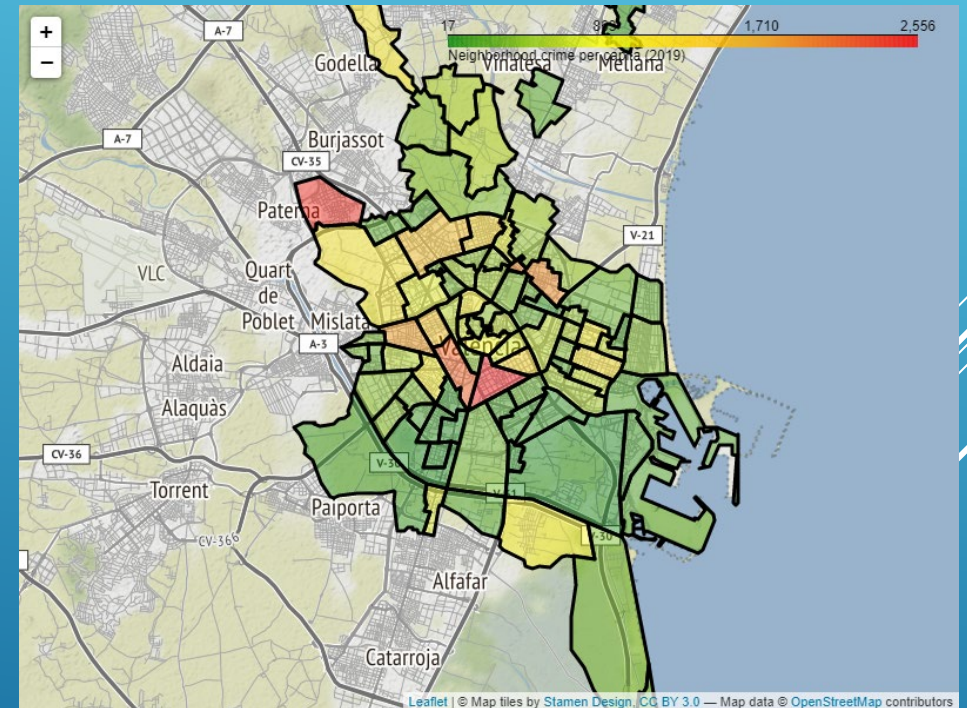 +
−
17
1,710
2,556
Neighborhood crime per capita (2019)
A-7
Godella
Vinalesa
Meliana
A-7
Burjassot
CV-35
Paterna
V-21
VLC
Quart
de
Poblet
Mislata
A-3
València
Aldaia
Alaquàs
CV-36
V-30
Torrent
V-31
Paiporta
CV-366
V-30
Alfafar
Catarroja
Leaflet | © Map tiles by Stamen Design, CC BY 3.0 — Map data © OpenStreetMap contributors